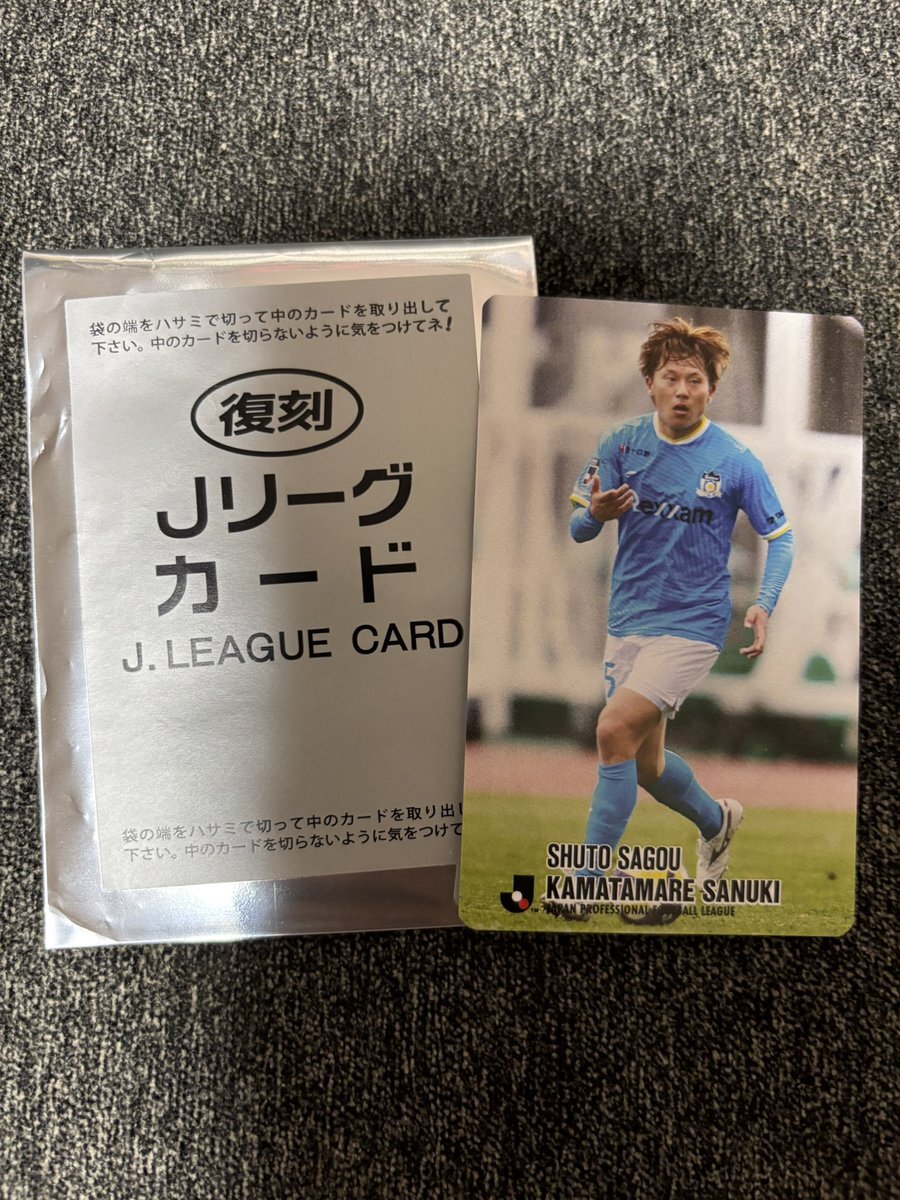 袋の端をハサミで切って中のカードを取り出して
下さい。中のカードを切らないように気をつけてネ!
復刻
Jリーグ
カード
J.LEAGUE CARD
袋の端をハサミで切って中のカードを取り出し
下さい。中のカードを切らないように気をつけて
5
SHUTO SAGOU
KAMATAMARE SANUKI
JAPAN PROFESSIONAL FOOTBALL LEAGUE